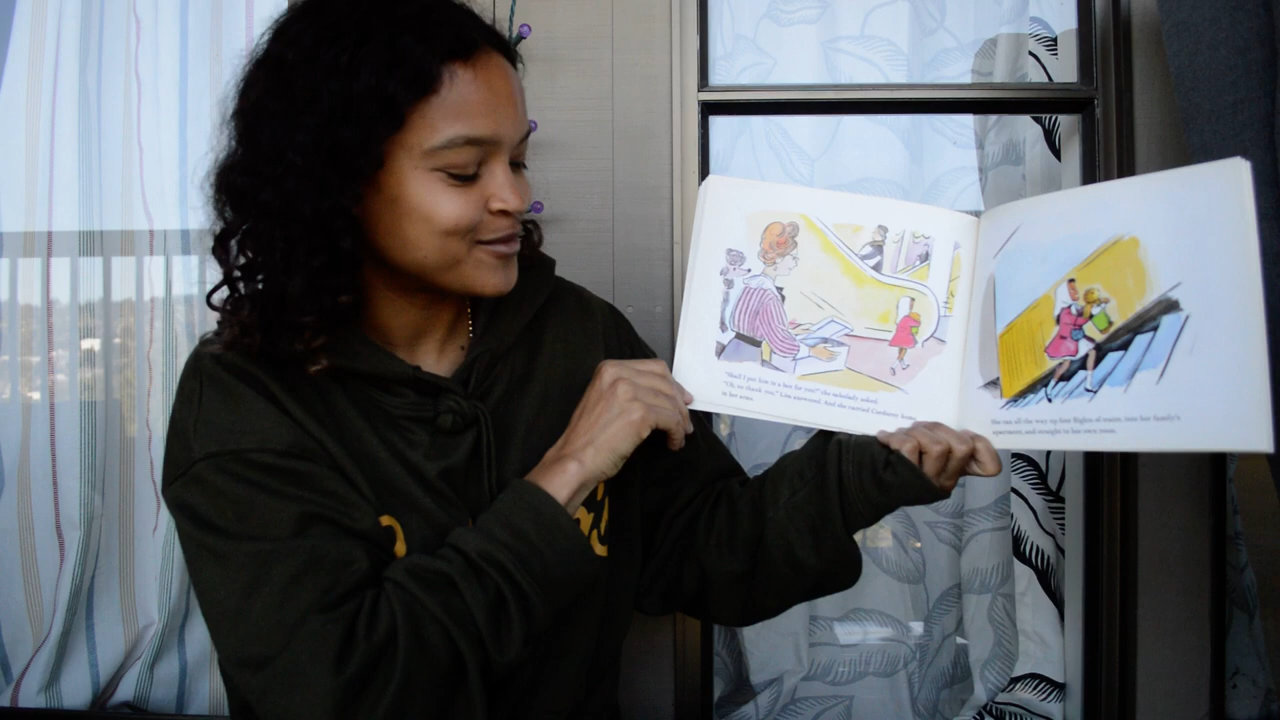 "Shall I put him in a box for you?" the saleslady asked.
"Oh, no thank you," Lisa answered. And she carried Corduroy home
in her arms.
She ran all the way up four flights of stairs, into her family's
apartment, and straight to her own room.